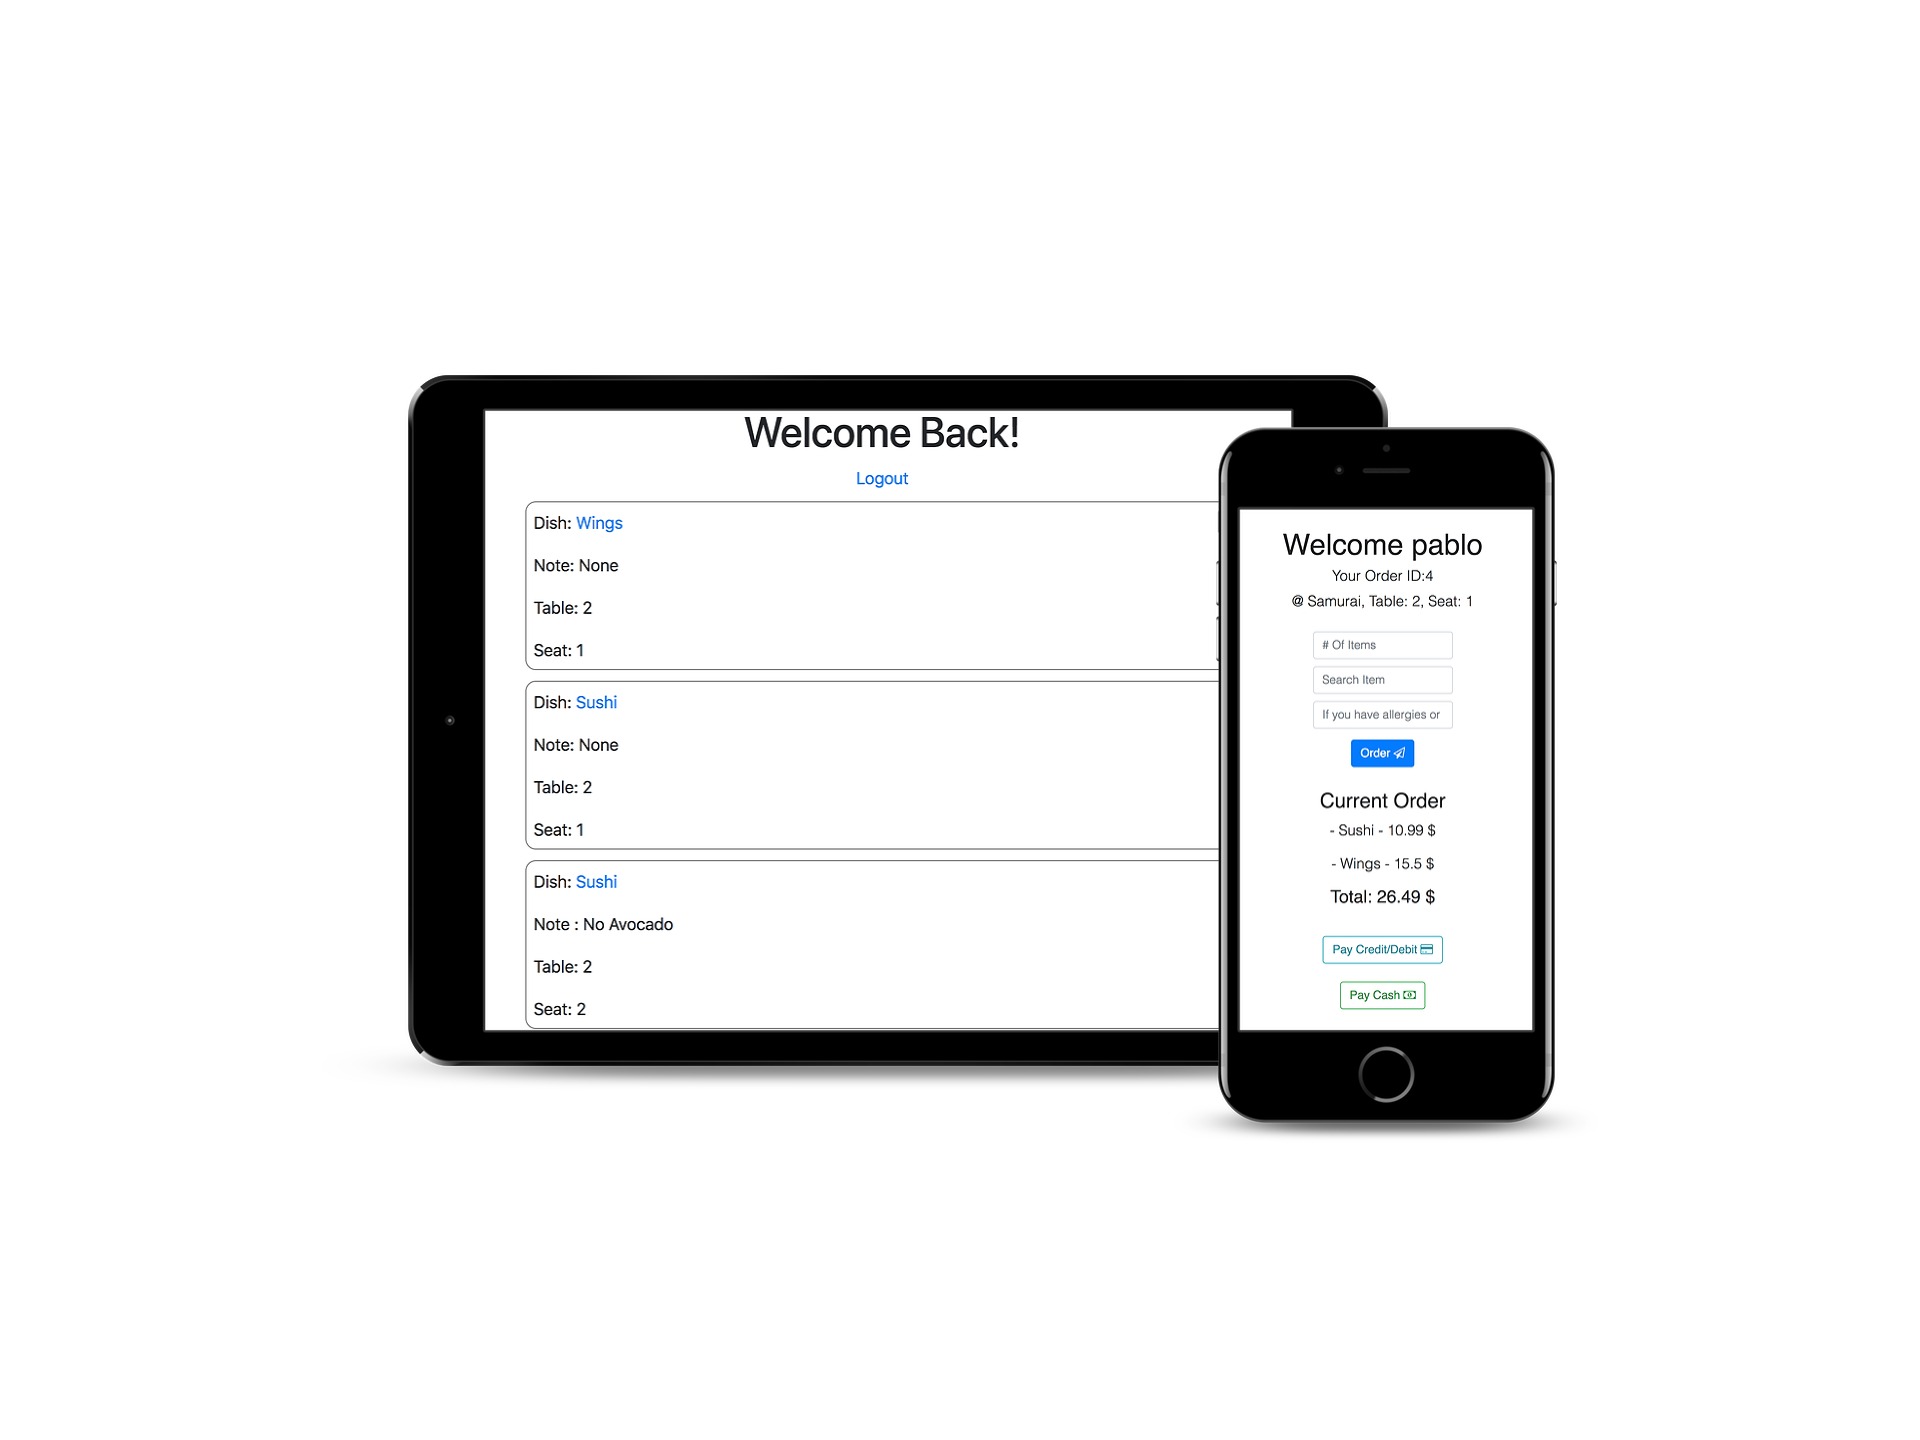 Welcome Back!
Logout
Dish: Wings
Note: None
Table: 2
Seat: 1
Dish: Sushi
Note: None
Table: 2
Seat: 1
Dish: Sushi
Note : No Avocado
Table: 2
Seat: 2
Welcome pablo
Your Order ID:4
@ Samurai, Table: 2, Seat: 1
# Of Items
Search Item
If you have allergies or
Order
Current Order
- Sushi - 10.99 $
- Wings - 15.5 $
Total: 26.49 $
Pay Credit/Debit
Pay Cash